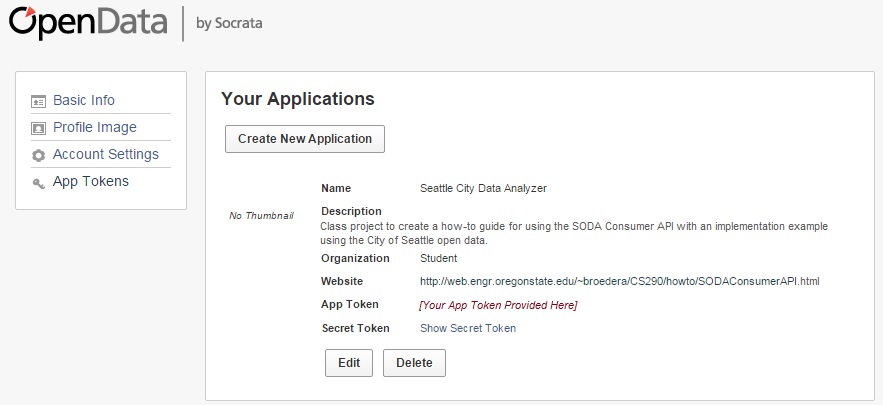 OpenData by Socrata
Basic Info
Profile Image
Account Settings
App Tokens
Your Applications
Create New Application
No Thumbnail
Name Seattle City Data Analyzer
Description
Class project to create a how-to guide for using the SODA Consumer API with an implementation example
using the City of Seattle open data.
Organization Student
Website http://web.engr.oregonstate.edu/~broedera/CS290/howto/SODAConsumerAPI.html
App Token [Your App Token Provided Here]
Secret Token Show Secret Token
Edit Delete